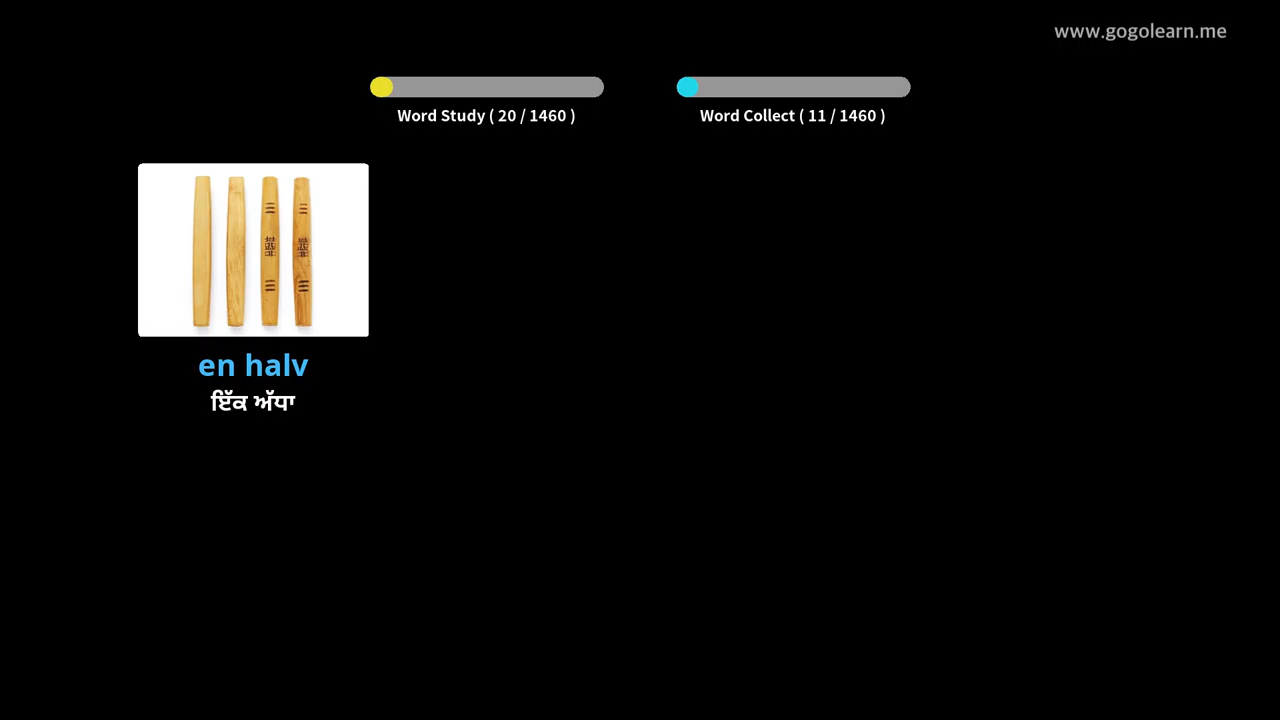 www.gogolearn.me
Word Study ( 20 / 1460 )
Word Collect ( 11 / 1460 )
en halv
ਇੱਕ ਅੱਧਾ